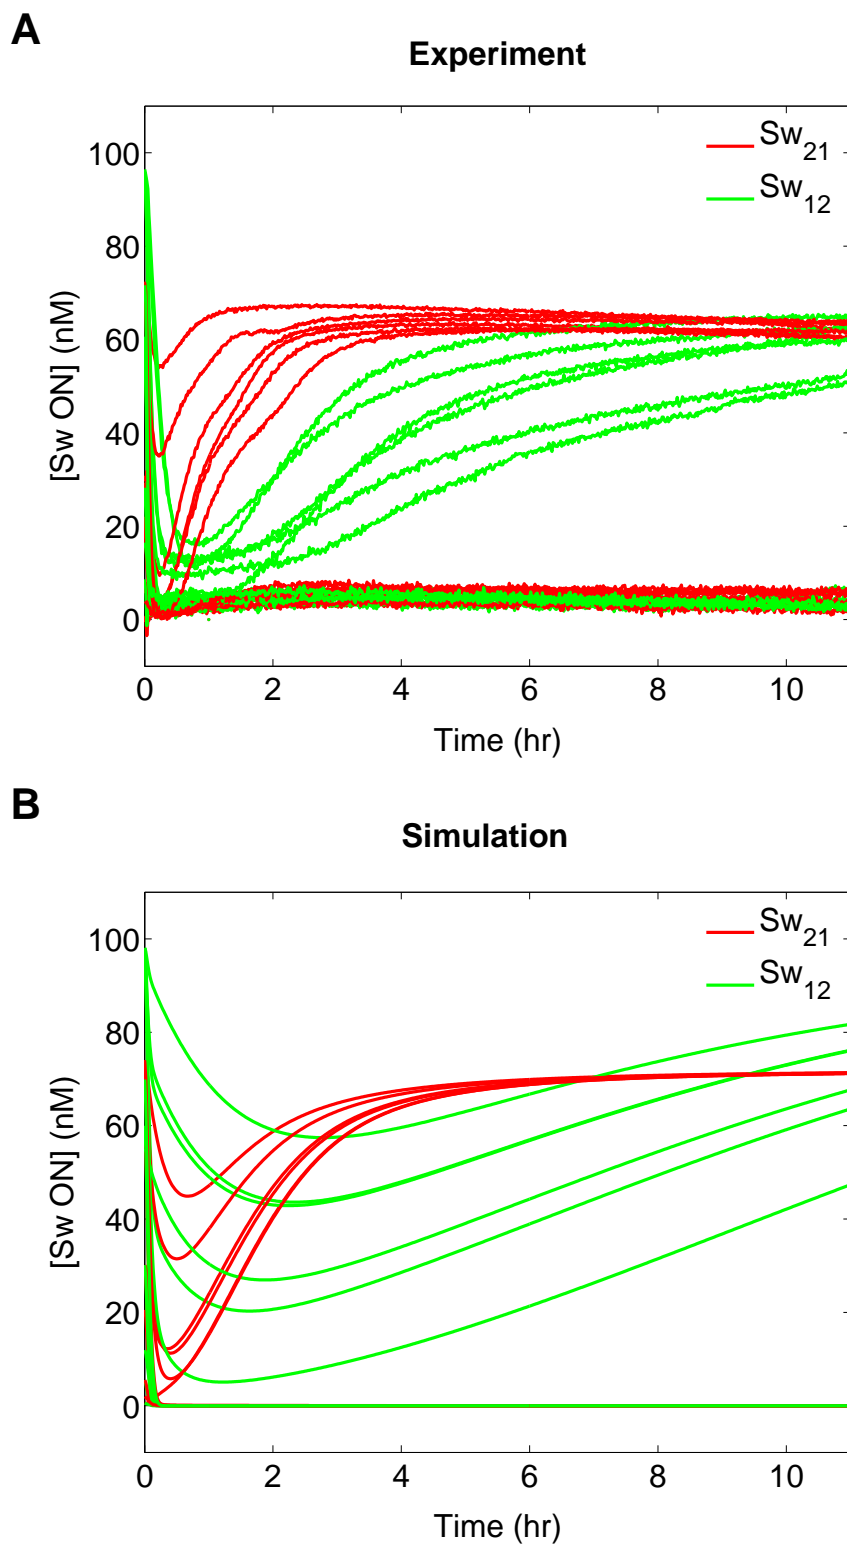 A
Experiment
[Sw ON] (nM)
100
80
60
40
20
0
Sw21
Sw12
0 2 4 6 8 10
Time (hr)
B
Simulation
[Sw ON] (nM)
100
80
60
40
20
0
Sw21
Sw12
0 2 4 6 8 10
Time (hr)